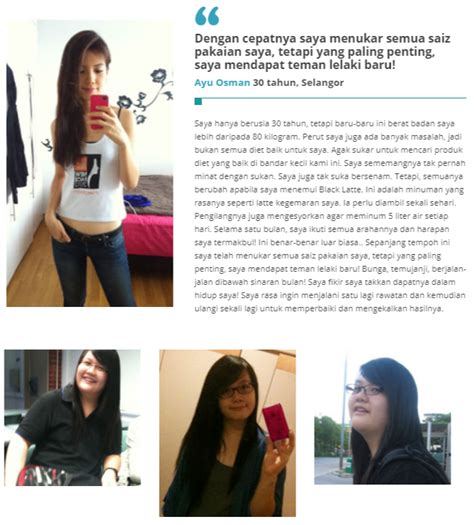 Dengan cepatnya saya menukar semua saiz
pakaian saya, tetapi yang paling penting,
saya mendapat teman lelaki baru!
Ayu Osman 30 tahun, Selangor
Saya hanya berusia 30 tahun, tetapi baru-baru ini berat badan saya
lebih daripada 80 kilogram. Perut saya juga ada banyak masalah, jadi
bukan semua diet baik untuk saya. Agak sukar untuk mencari produk
diet yang baik di bandar kecil kami ini. Saya sememangnya tak pernah
minat dengan sukan. Saya juga tak suka bersenam. Tetapi, semuanya
berubah apabila saya menemui Black Latte. Ini adalah minuman yang
rasanya seperti latte kegemaran saya. Ia perlu diambil sekali sehari.
Pengilangnya juga mengesyorkan agar meminum 5 liter air setiap
hari. Selama satu bulan, saya ikuti semua arahannya dan harapan
saya termakbul! Ini benar-benar luar biasa.. Sepanjang tempoh ini
saya telah menukar semua saiz pakaian saya, tetapi yang paling
penting, saya mendapat teman lelaki baru! Bunga, temujanji, berjalan-
jalan dibawah sinaran bulan! Saya fikir saya takkan dapatnya dalam
hidup saya! Saya rasa ingin menjalani satu lagi rawatan dan kemudian
ulangi sekali lagi untuk memperbaiki dan mengekalkan hasilnya.